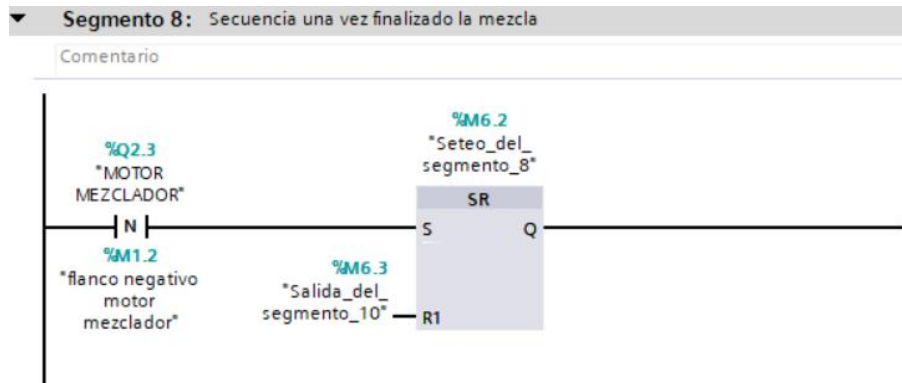 Segmento 8: Secuencia una vez finalizado la mezcla
Comentario
%M6.2
"Seteo_del_
segmento_8"
%Q2.3
"MOTOR
MEZCLADOR"
SR
N
S
Q
%M1.2
"flanco negativo
motor
mezclador"
%M6.3
"Salida_del_
segmento_10"
R1